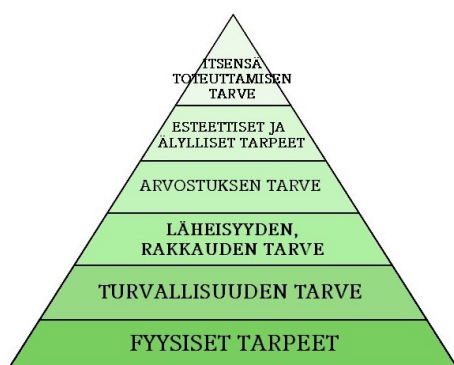 ITSENSÄ
TOTEUTTAMISEN
TARVE
ESTEETTISET JA
ÄLYLLISET TARPEET
ARVOSTUKSEN TARVE
LÄHEISYYDEN,
RAKKAUDEN TARVE
TURVALLISUUDEN TARVE
FYYSISET TARPEET